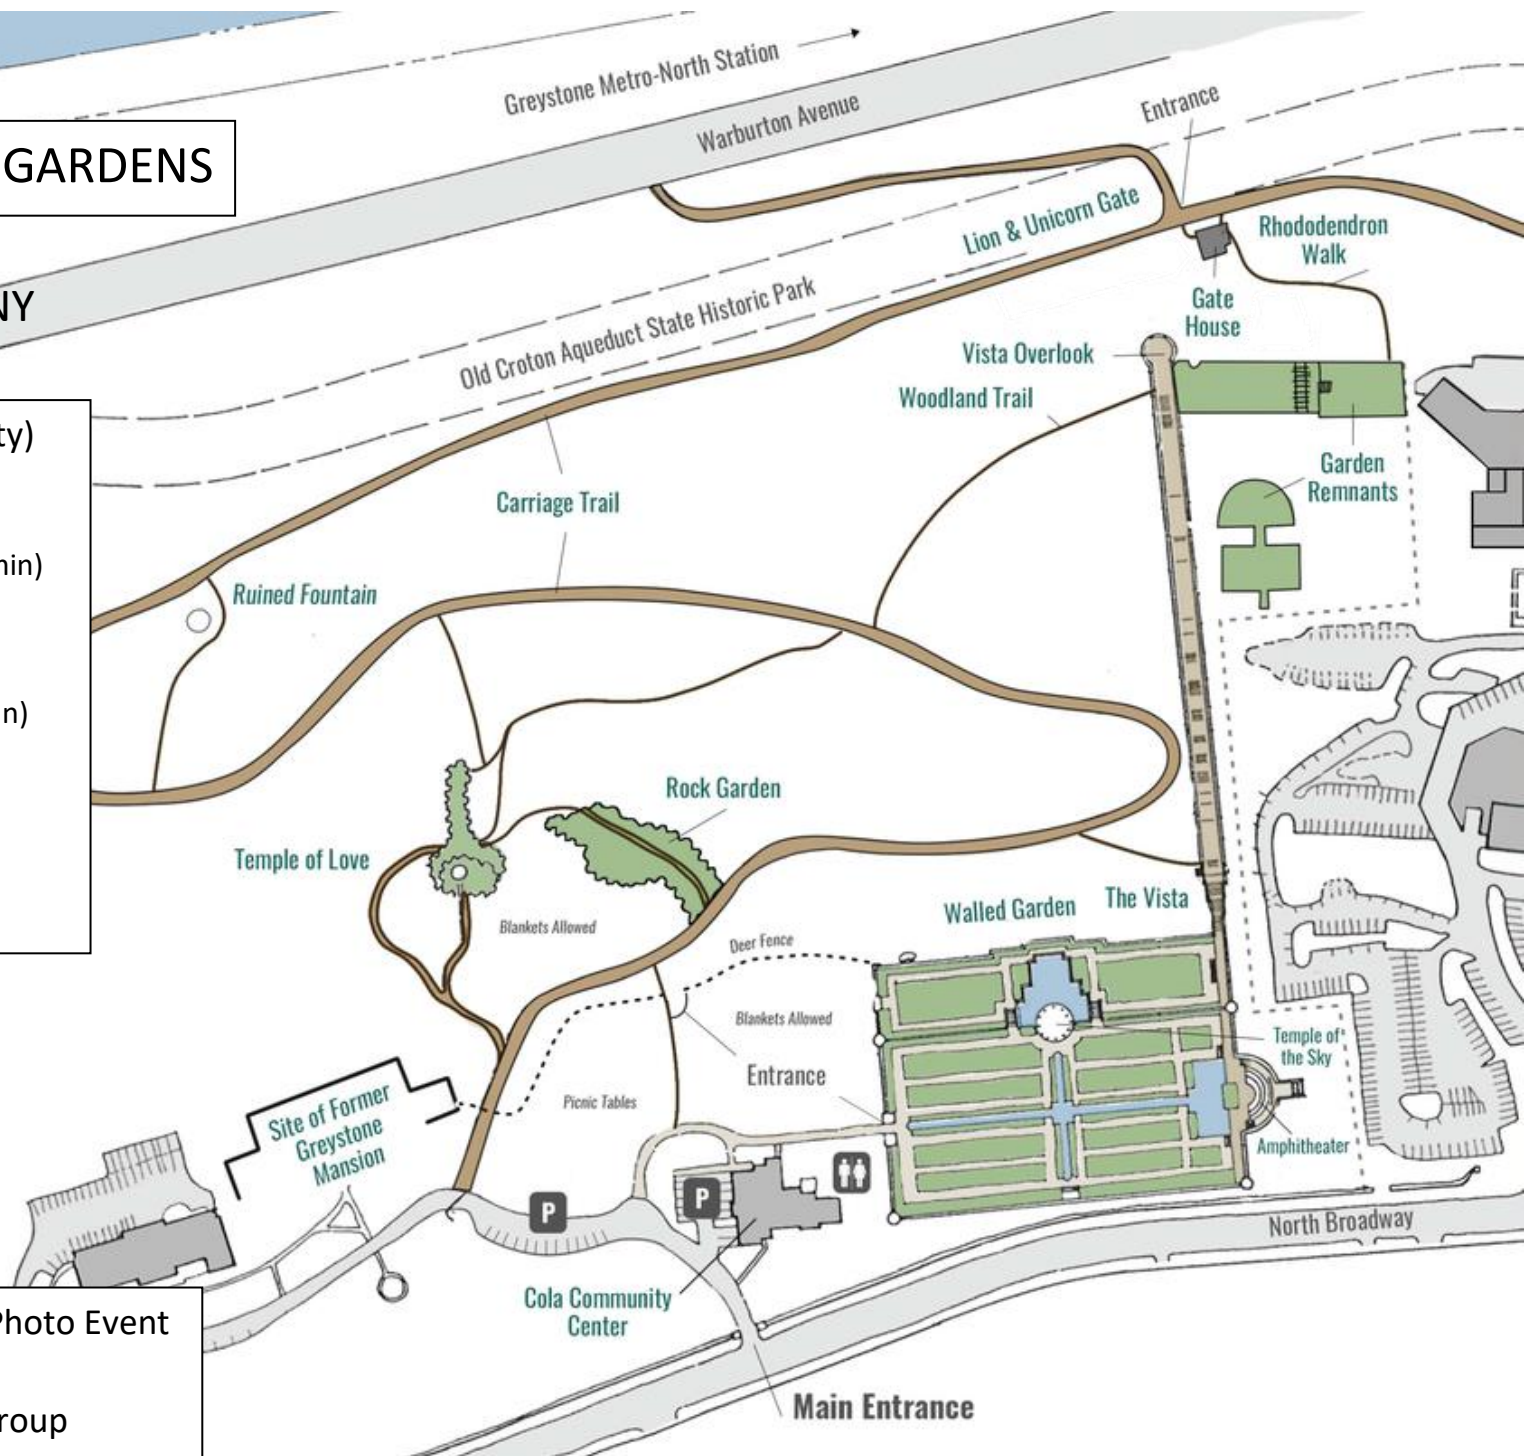 Greystone Metro-North Station
Warburton Avenue
Entrance
GARDENS
Lion & Unicorn Gate
Rhododendron
Walk
Old Croton Aqueduct State Historic Park
NY
Gate
House
Vista Overlook
Woodland Trail
ty)
Garden
Remnants
Carriage Trail
min)
Ruined Fountain
n)
Rock Garden
Temple of Love
Blankets Allowed
Walled Garden
The Vista
Deer Fence
Blankets Allowed
Temple of
the Sky
Entrance
Picnic Tables
Site of Former
Greystone
Mansion
Amphitheater
P
P
North Broadway
Cola Community
Center
Photo Event
Main Entrance
roup